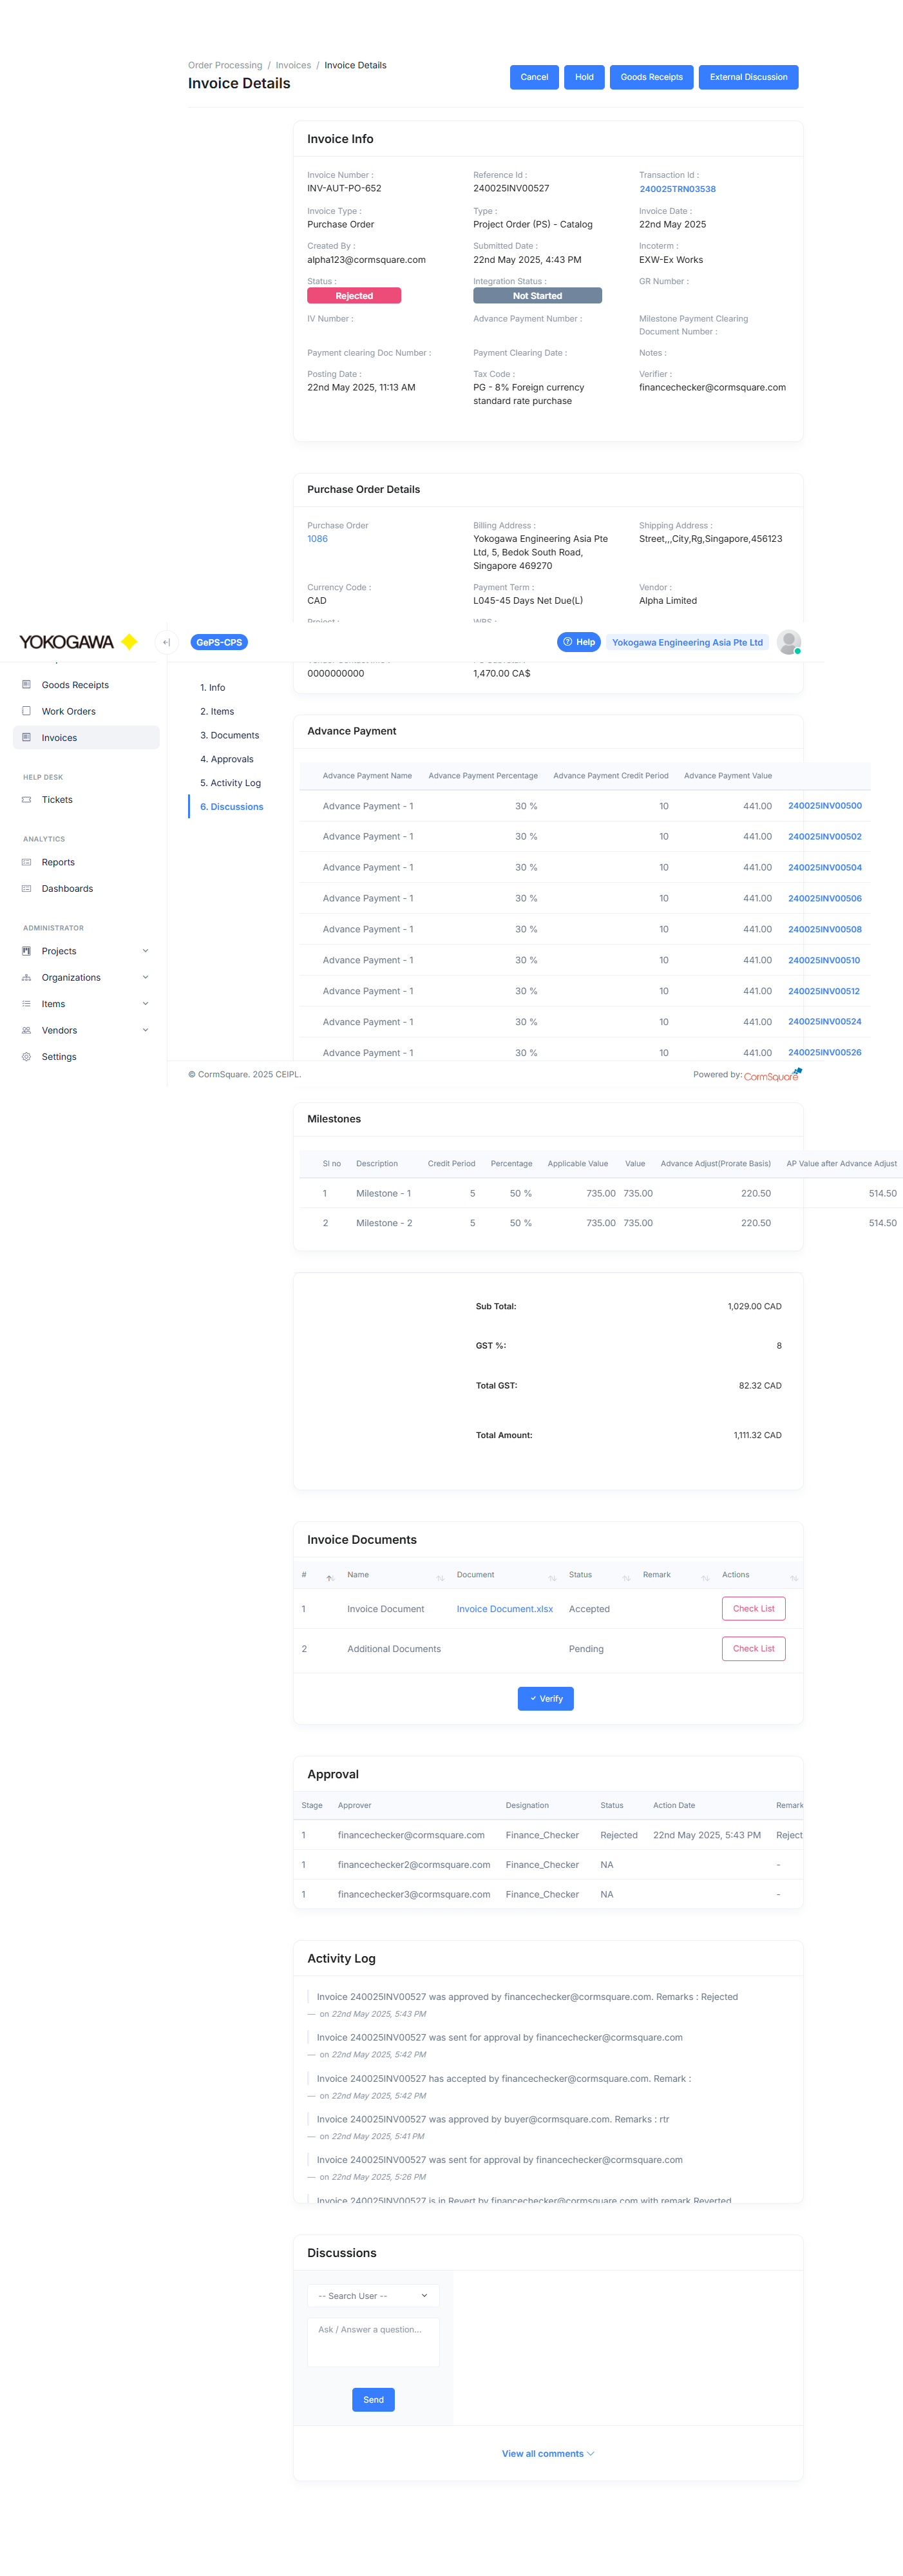 Order Processing / Invoices / Invoice Details
Invoice Details
Cancel Hold Goods Receipts External Discussion
Invoice Info
Invoice Number : Reference Id : Transaction Id :
INV-AUT-PO-652 240025INV00527 240025TRN03538
Invoice Type : Type : Invoice Date :
Purchase Order Project Order (PS) - Catalog 22nd May 2025
Created By : Submitted Date : Incoterm :
alpha123@cormsquare.com 22nd May 2025, 4:43 PM EXW-Ex Works
Status : Integration Status : GR Number :
Rejected Not Started
IV Number : Advance Payment Number : Milestone Payment Clearing
Document Number :
Payment clearing Doc Number : Payment Clearing Date : Notes :
Posting Date : Tax Code : Verifier :
22nd May 2025, 11:13 AM PG - 8% Foreign currency financechecker@cormsquare.com
standard rate purchase
Purchase Order Details
Purchase Order Billing Address : Shipping Address :
1086 Yokogawa Engineering Asia Pte Street,,,City,Rg,Singapore,456123
Ltd, 5, Bedok South Road,
Singapore 469270
Currency Code : Payment Term : Vendor :
CAD L045-45 Days Net Due(L) Alpha Limited
YOKOGAWA GePS-CPS Help Yokogawa Engineering Asia Pte Ltd
0000000000 1,470.00 CA$
Goods Receipts
Work Orders
Invoices
HELP DESK
Tickets
ANALYTICS
Reports
Dashboards
ADMINISTRATOR
Projects
Organizations
Items
Vendors
Settings
1. Info
2. Items
3. Documents
4. Approvals
5. Activity Log
6. Discussions
Advance Payment
Advance Payment Name Advance Payment Percentage Advance Payment Credit Period Advance Payment Value
Advance Payment - 1 30 % 10 441.00 240025INV00500
Advance Payment - 1 30 % 10 441.00 240025INV00502
Advance Payment - 1 30 % 10 441.00 240025INV00504
Advance Payment - 1 30 % 10 441.00 240025INV00506
Advance Payment - 1 30 % 10 441.00 240025INV00508
Advance Payment - 1 30 % 10 441.00 240025INV00510
Advance Payment - 1 30 % 10 441.00 240025INV00512
Advance Payment - 1 30 % 10 441.00 240025INV00524
Advance Payment - 1 30 % 10 441.00 240025INV00526
© CormSquare. 2025 CEIPL. Powered by: CormSquare
Milestones
Sl no Description Credit Period Percentage Applicable Value Value Advance Adjust(Prorate Basis) AP Value after Advance Adjust
1 Milestone - 1 5 50 % 735.00 735.00 220.50 514.50
2 Milestone - 2 5 50 % 735.00 735.00 220.50 514.50
Sub Total: 1,029.00 CAD
GST %: 8
Total GST: 82.32 CAD
Total Amount: 1,111.32 CAD
Invoice Documents
# Name Document Status Remark Actions
1 Invoice Document Invoice Document.xlsx Accepted Check List
2 Additional Documents Pending Check List
Verify
Approval
Stage Approver Designation Status Action Date Remark
1 financechecker@cormsquare.com Finance_Checker Rejected 22nd May 2025, 5:43 PM Reject
1 financechecker2@cormsquare.com Finance_Checker NA -
1 financechecker3@cormsquare.com Finance_Checker NA -
Activity Log
Invoice 240025INV00527 was approved by financechecker@cormsquare.com. Remarks : Rejected
— on 22nd May 2025, 5:43 PM
Invoice 240025INV00527 was sent for approval by financechecker@cormsquare.com
— on 22nd May 2025, 5:42 PM
Invoice 240025INV00527 has accepted by financechecker@cormsquare.com. Remark :
— on 22nd May 2025, 5:42 PM
Invoice 240025INV00527 was approved by buyer@cormsquare.com. Remarks : rtr
— on 22nd May 2025, 5:41 PM
Invoice 240025INV00527 was sent for approval by financechecker@cormsquare.com
— on 22nd May 2025, 5:26 PM
Invoice 240025INV00527 is in Revert by financechecker@cormsquare.com with remark Reverted
Discussions
-- Search User --
Ask / Answer a question...
Send
View all comments